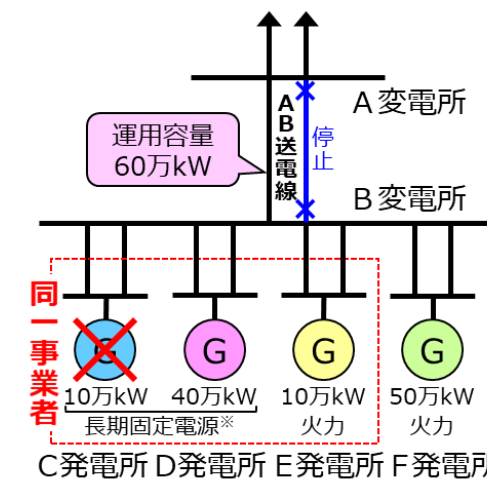 A変電所
AB送電線
停止
運用容量
60万kW
B変電所
同一事業者
G G G G
10万kW 40万kW 10万kW 50万kW
長期固定電源※ 火力 火力
C発電所 D発電所 E発電所 F発電所